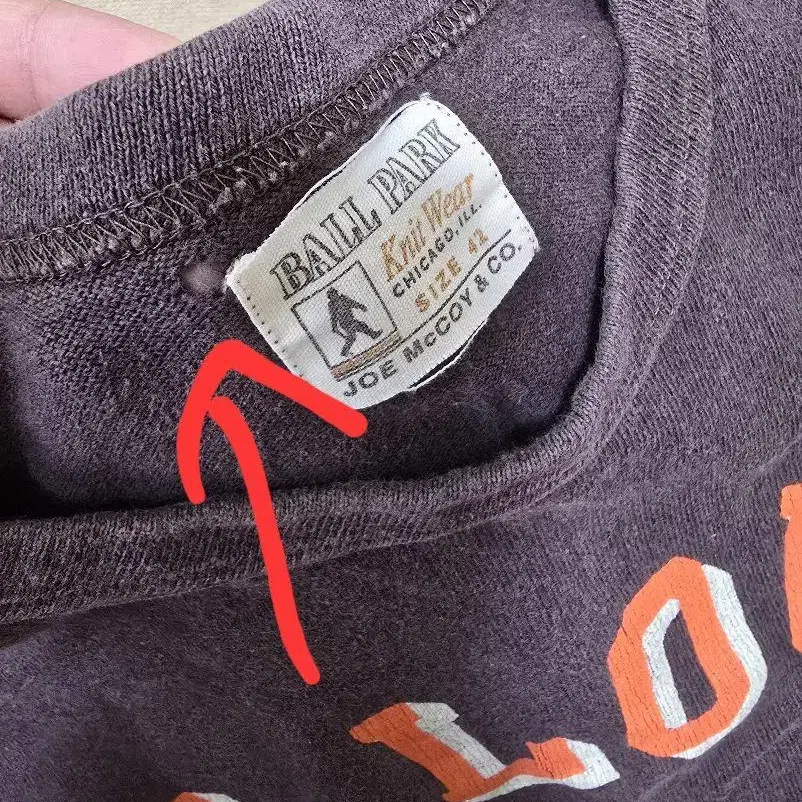 BALL PARK
Knit Wear
CHICAGO, ILL.
SIZE 42
JOE McCOY & CO.
LO